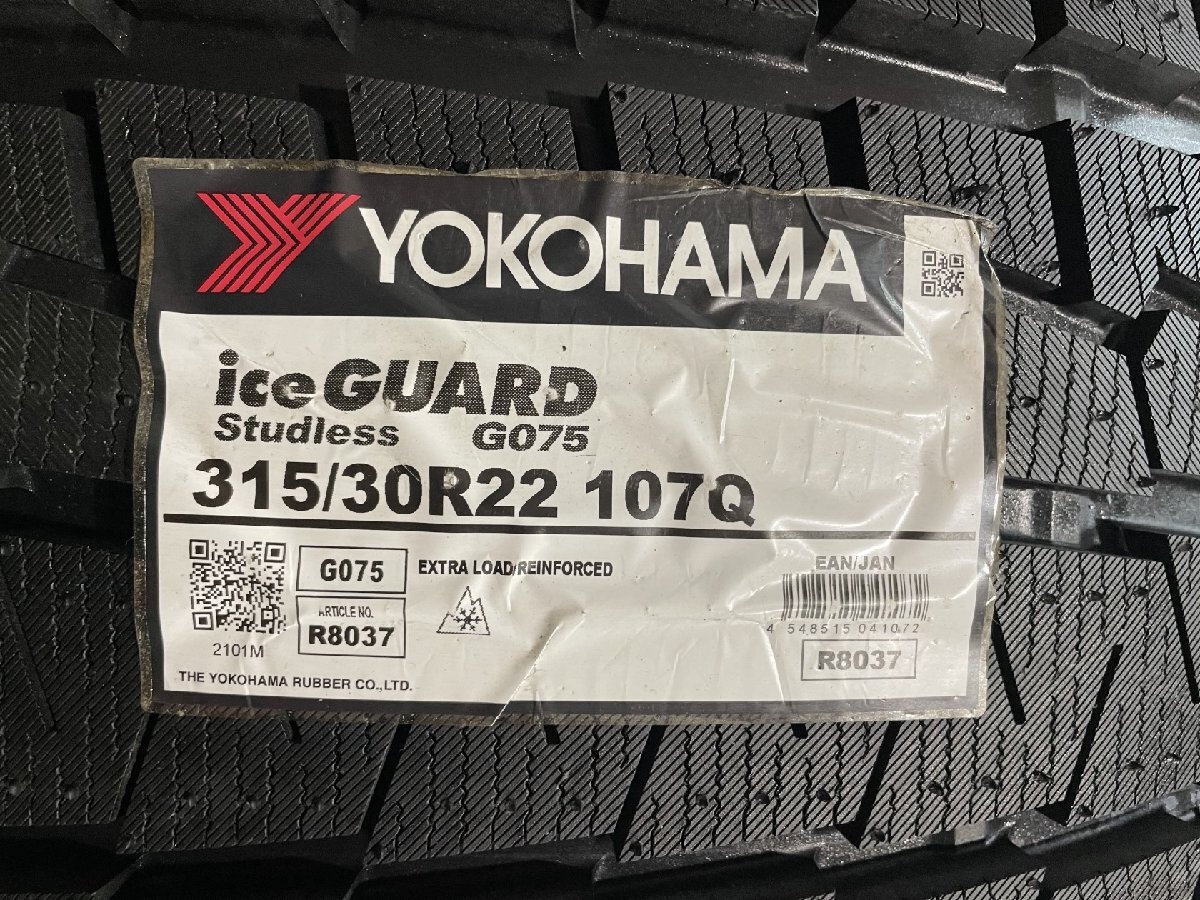 YOKOHAMA
iceGUARD
Studless G075
315/30R22 107Q
G075
EXTRA LOAD/REINFORCED
EAN/JAN
ARTICLE NO.
R8037
4 548515 041072
2101M
R8037
THE YOKOHAMA RUBBER CO.,LTD.